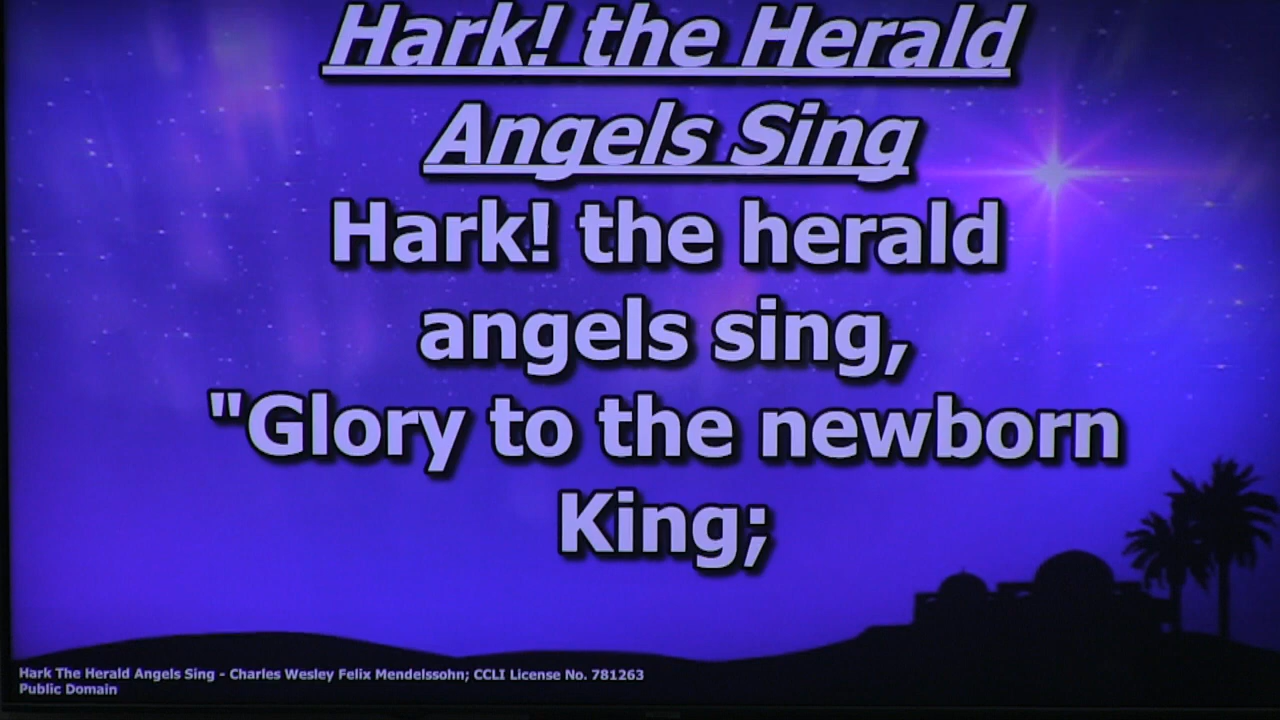 Hark! the Herald
Angels Sing
Hark! the herald
angels sing,
"Glory to the newborn
King;
Hark The Herald Angels Sing - Charles Wesley Felix Mendelssohn; CCLI License No. 781263
Public Domain